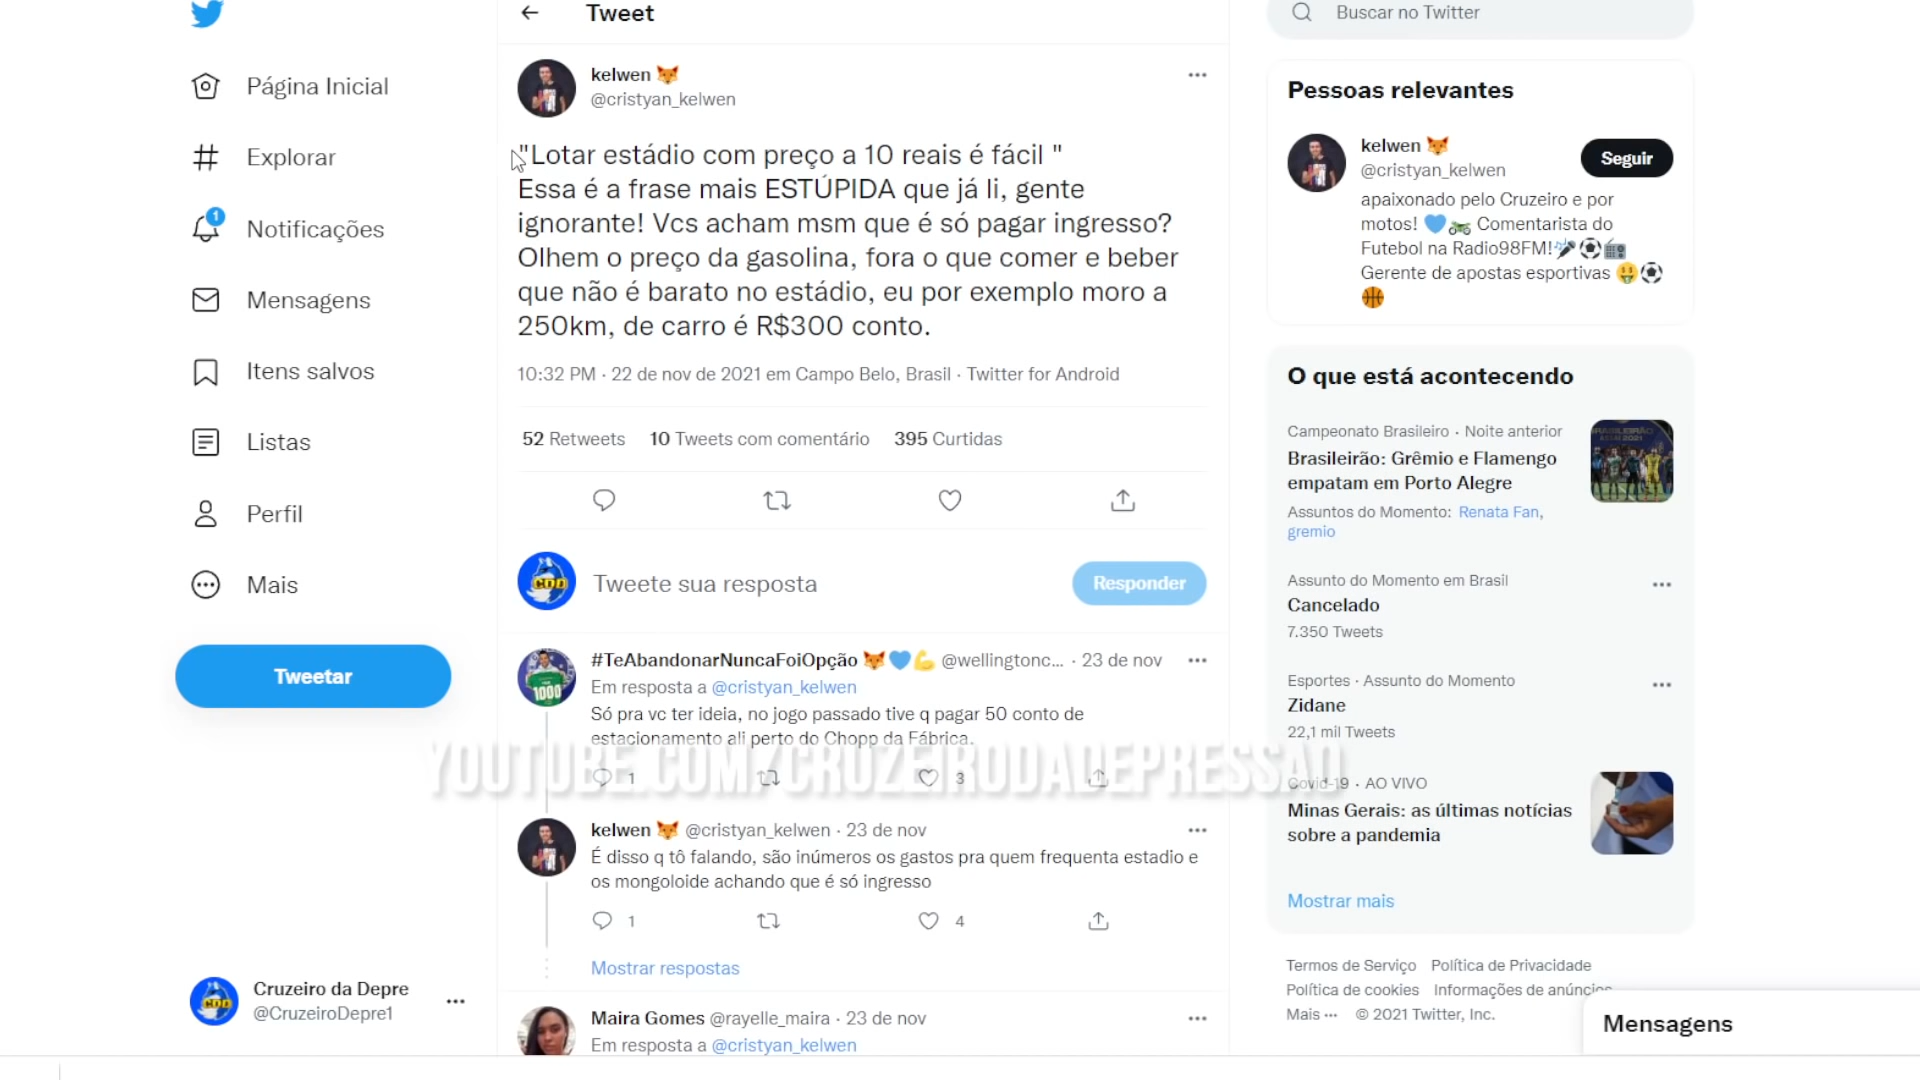 Tweet
Buscar no Twitter
Página Inicial
Explorar
1
Notificações
Mensagens
Itens salvos
Listas
Perfil
Mais
Tweetar
Cruzeiro da Depre
@CruzeiroDepre1
kelwen 🦊
@cristyan_kelwen
"Lotar estádio com preço a 10 reais é fácil "
Essa é a frase mais ESTÚPIDA que já li, gente
ignorante! Vcs acham msm que é só pagar ingresso?
Olhem o preço da gasolina, fora o que comer e beber
que não é barato no estádio, eu por exemplo moro a
250km, de carro é R$300 conto.
10:32 PM · 22 de nov de 2021 em Campo Belo, Brasil · Twitter for Android
52 Retweets 10 Tweets com comentário 395 Curtidas
CDD
Tweete sua resposta
Responder
1000
#TeAbandonarNuncaFoiOpção 🦊💙💪 @wellingtonc... · 23 de nov
Em resposta a @cristyan_kelwen
Só pra vc ter ideia, no jogo passado tive q pagar 50 conto de
estacionamento ali perto do Chopp da Fábrica.
1 3
YOUTUBE.COM/CRUZEIRODADEPRESSAO
kelwen 🦊 @cristyan_kelwen · 23 de nov
É disso q tô falando, são inúmeros os gastos pra quem frequenta estadio e
os mongoloide achando que é só ingresso
1 4
Mostrar respostas
Maira Gomes @rayelle_maira · 23 de nov
Em resposta a @cristyan_kelwen
Pessoas relevantes
kelwen 🦊
@cristyan_kelwen
Seguir
apaixonado pelo Cruzeiro e por
motos! 💙🏍 Comentarista do
Futebol na Radio98FM!🎤⚽📻
Gerente de apostas esportivas 🤑⚽
🏀
O que está acontecendo
Campeonato Brasileiro · Noite anterior
Brasileirão: Grêmio e Flamengo
empatam em Porto Alegre
Assuntos do Momento: Renata Fan,
gremio
Assunto do Momento em Brasil
Cancelado
7.350 Tweets
Esportes · Assunto do Momento
Zidane
22,1 mil Tweets
Covid-19 · AO VIVO
Minas Gerais: as últimas notícias
sobre a pandemia
Mostrar mais
Termos de Serviço Política de Privacidade
Política de cookies Informações de anúncios
Mais ··· © 2021 Twitter, Inc.
Mensagens